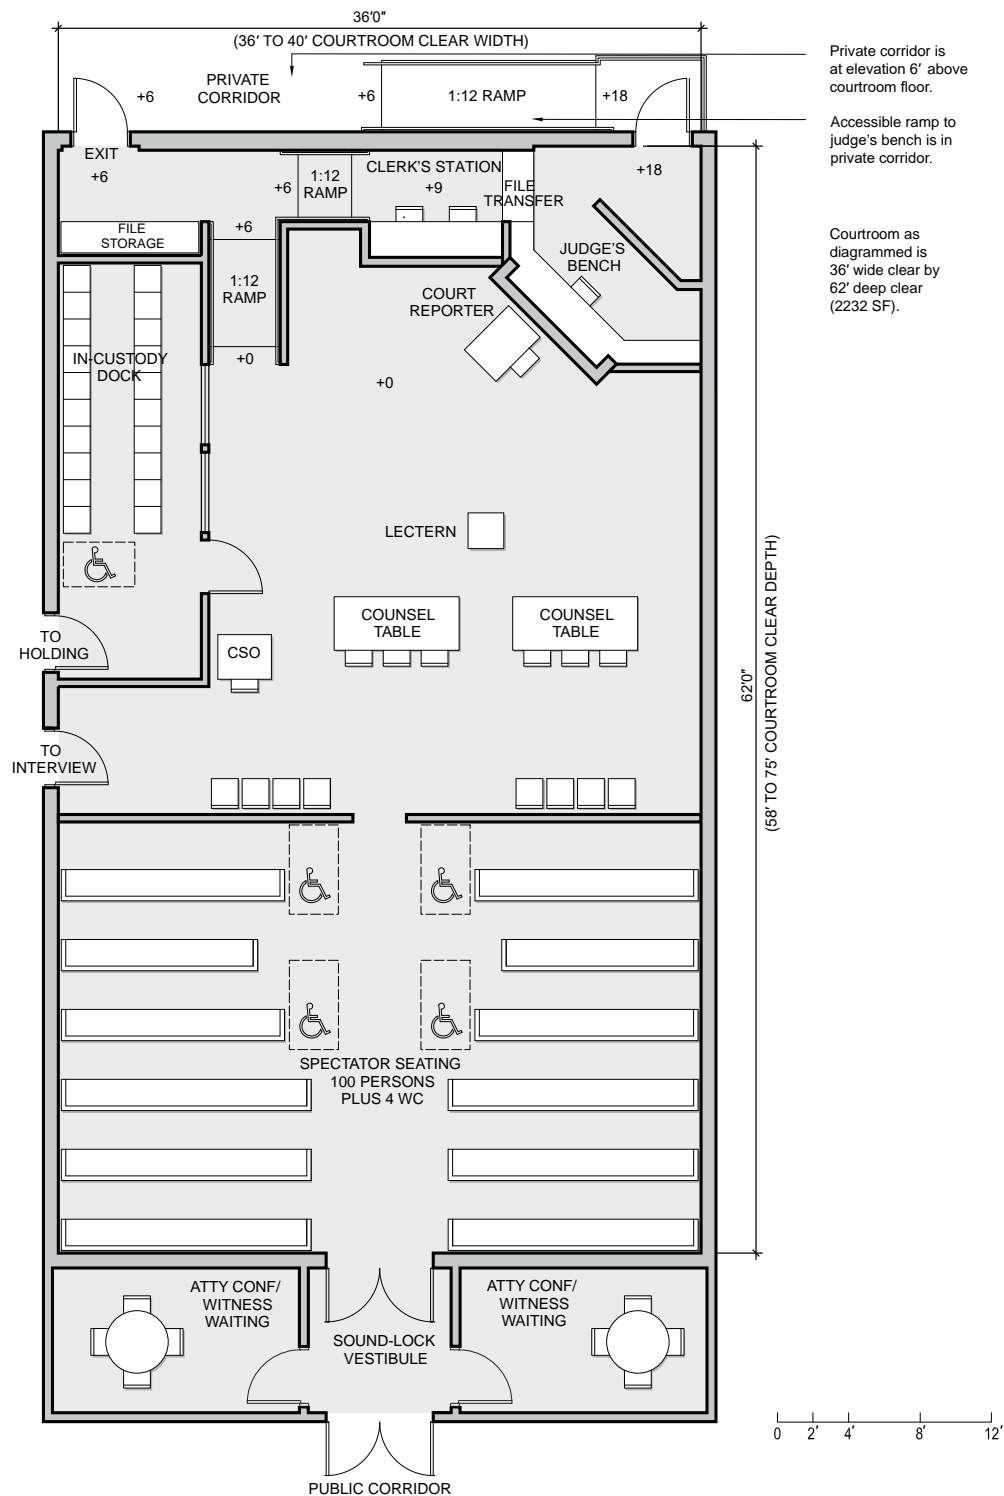 36′0″
(36′ TO 40′ COURTROOM CLEAR WIDTH)
PRIVATE
CORRIDOR
+6
+6
1:12 RAMP
+18
Private corridor is
at elevation 6′ above
courtroom floor.
Accessible ramp to
judge's bench is in
private corridor.
EXIT
+6
+6
1:12
RAMP
CLERK'S STATION
+9
FILE
TRANSFER
+18
FILE
STORAGE
+6
JUDGE'S
BENCH
Courtroom as
diagrammed is
36′ wide clear by
62′ deep clear
(2232 SF).
1:12
RAMP
COURT
REPORTER
IN-CUSTODY
DOCK
+0
+0
LECTERN
62′0″
(58′ TO 75′ COURTROOM CLEAR DEPTH)
COUNSEL
TABLE
COUNSEL
TABLE
TO
HOLDING
CSO
TO
INTERVIEW
SPECTATOR SEATING
100 PERSONS
PLUS 4 WC
ATTY CONF/
WITNESS
WAITING
ATTY CONF/
WITNESS
WAITING
SOUND-LOCK
VESTIBULE
0 2′ 4′ 8′ 12′
PUBLIC CORRIDOR